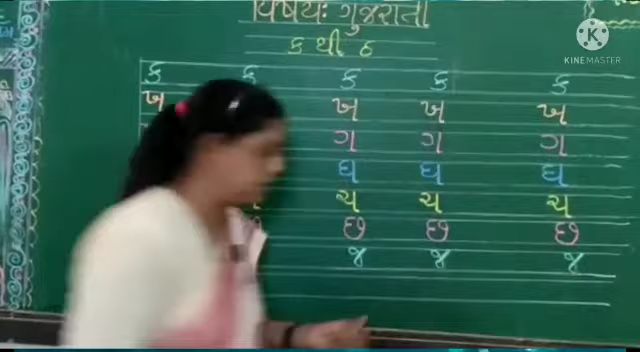 વિષયઃ ગુજરાતી
ક થી ઠ
ક ક ક ક ક
ખ ખ ખ ખ
ગ ગ ગ
ઘ ઘ ઘ
ચ ચ ચ
છ છ છ
જ જ જ
KINEMASTER